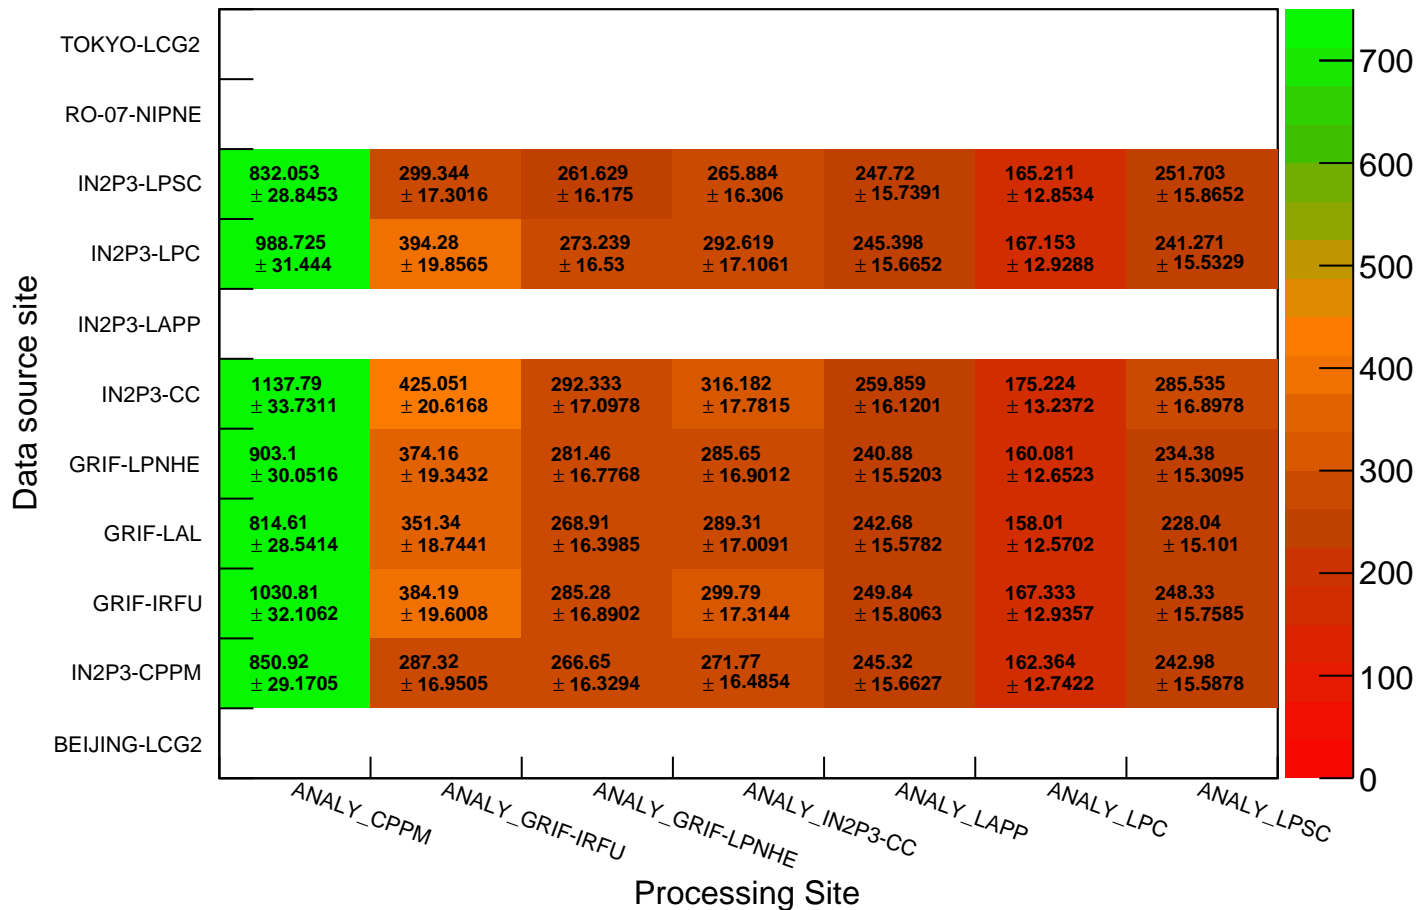 TOKYO-LCG2
RO-07-NIPNE
IN2P3-LPSC
832.053 299.344 261.629 265.884 247.72 165.211 251.703
± 28.8453 ± 17.3016 ± 16.175 ± 16.306 ± 15.7391 ± 12.8534 ± 15.8652
IN2P3-LPC
988.725 394.28 273.239 292.619 245.398 167.153 241.271
± 31.444 ± 19.8565 ± 16.53 ± 17.1061 ± 15.6652 ± 12.9288 ± 15.5329
IN2P3-LAPP
IN2P3-CC
1137.79 425.051 292.333 316.182 259.859 175.224 285.535
± 33.7311 ± 20.6168 ± 17.0978 ± 17.7815 ± 16.1201 ± 13.2372 ± 16.8978
GRIF-LPNHE
903.1 374.16 281.46 285.65 240.88 160.081 234.38
± 30.0516 ± 19.3432 ± 16.7768 ± 16.9012 ± 15.5203 ± 12.6523 ± 15.3095
GRIF-LAL
814.61 351.34 268.91 289.31 242.68 158.01 228.04
± 28.5414 ± 18.7441 ± 16.3985 ± 17.0091 ± 15.5782 ± 12.5702 ± 15.101
GRIF-IRFU
1030.81 384.19 285.28 299.79 249.84 167.333 248.33
± 32.1062 ± 19.6008 ± 16.8902 ± 17.3144 ± 15.8063 ± 12.9357 ± 15.7585
IN2P3-CPPM
850.92 287.32 266.65 271.77 245.32 162.364 242.98
± 29.1705 ± 16.9505 ± 16.3294 ± 16.4854 ± 15.6627 ± 12.7422 ± 15.5878
BEIJING-LCG2
Data source site
ANALY_CPPM
ANALY_GRIF-IRFU
ANALY_GRIF-LPNHE
ANALY_IN2P3-CC
ANALY_LAPP
ANALY_LPC
ANALY_LPSC
Processing Site
700
600
500
400
300
200
100
0